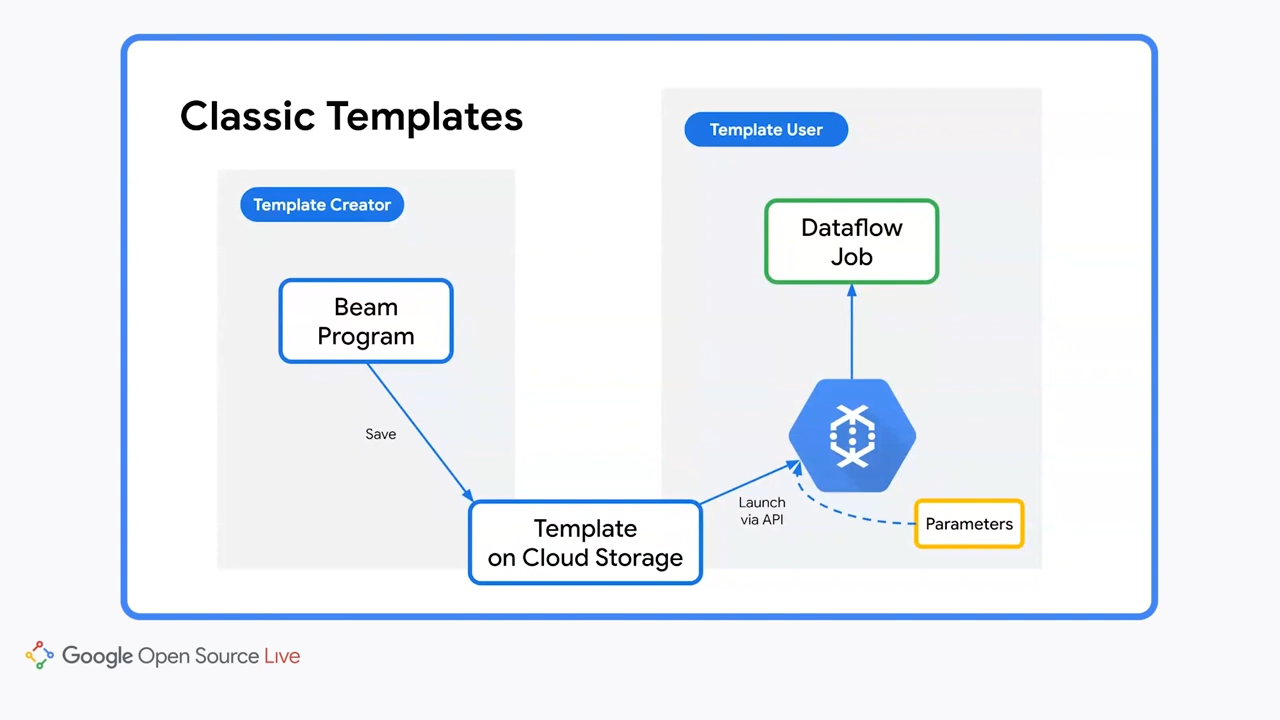 Classic Templates
Template Creator
Beam
Program
Save
Template
on Cloud Storage
Template User
Dataflow
Job
Launch
via API
Parameters
Google Open Source Live